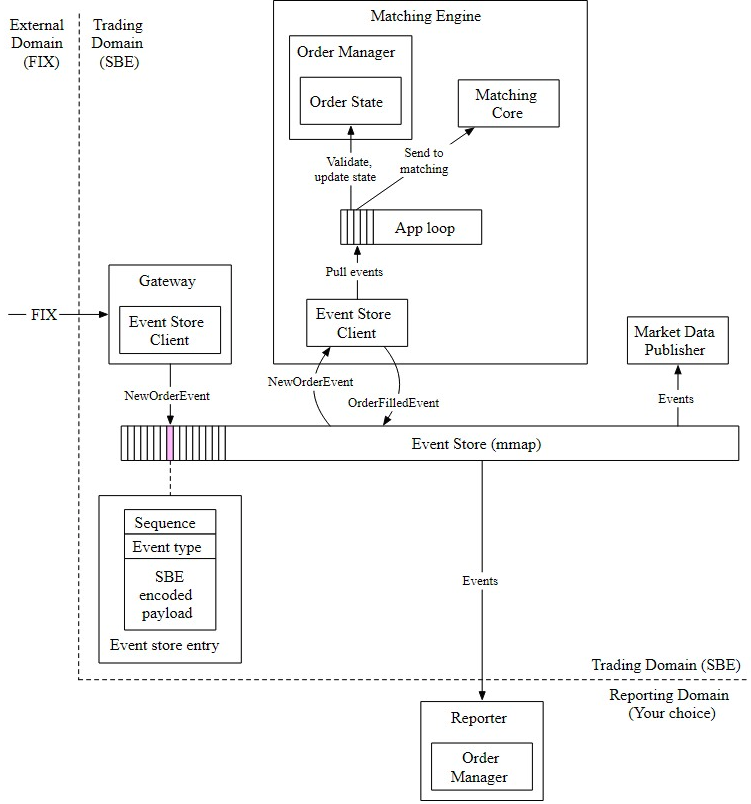 External
Domain
(FIX)
Trading
Domain
(SBE)
Matching Engine
Order Manager
Order State
Matching
Core
Validate,
update state
Send to
matching
App loop
Pull events
Gateway
Event Store
Client
FIX
Event Store
Client
Market Data
Publisher
NewOrderEvent
NewOrderEvent
OrderFilledEvent
Events
Event Store (mmap)
Sequence
Event type
SBE
encoded
payload
Event store entry
Events
Trading Domain (SBE)
Reporting Domain
(Your choice)
Reporter
Order
Manager